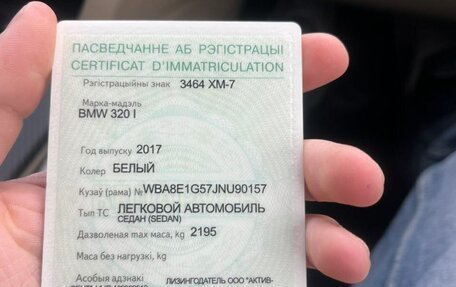 ПАСВЕДЧАННЕ АБ РЭГІСТРАЦЫІ
CERTIFICAT D'IMMATRICULATION
Рэгістрацыйны знак 3464 XM-7
Марка-мадэль
BMW 320 I
Год выпуску 2017
Колер БЕЛЫЙ
Кузаў (рама) № WBA8E1G57JNU90157
Тып ТС ЛЕГКОВОЙ АВТОМОБИЛЬ
СЕДАН (SEDAN)
Дазволеная max маса, kg 2195
Маса без нагрузкі, kg
Асобыя адзнакі ЛИЗИНГОДАТЕЛЬ ООО "АКТИВ-